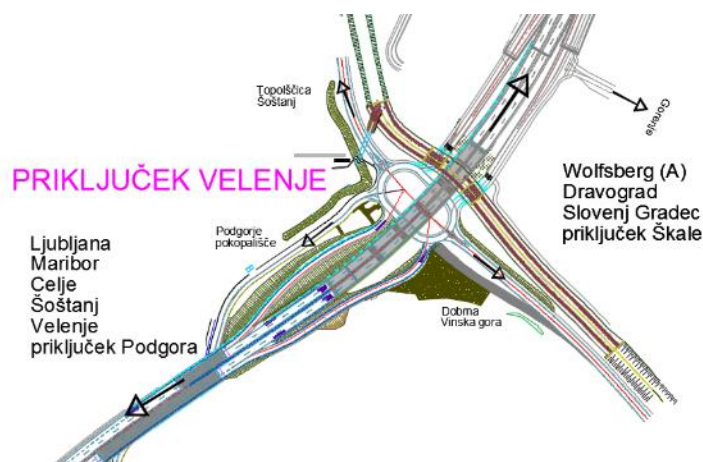 Topolščica
Šoštanj
Gorenje
PRIKLJUČEK VELENJE
Wolfsberg (A)
Dravograd
Slovenj Gradec
priključek Škale
Podgorje
pokopališče
Ljubljana
Maribor
Celje
Šoštanj
Velenje
priključek Podgora
Dobrna
Vinska gora